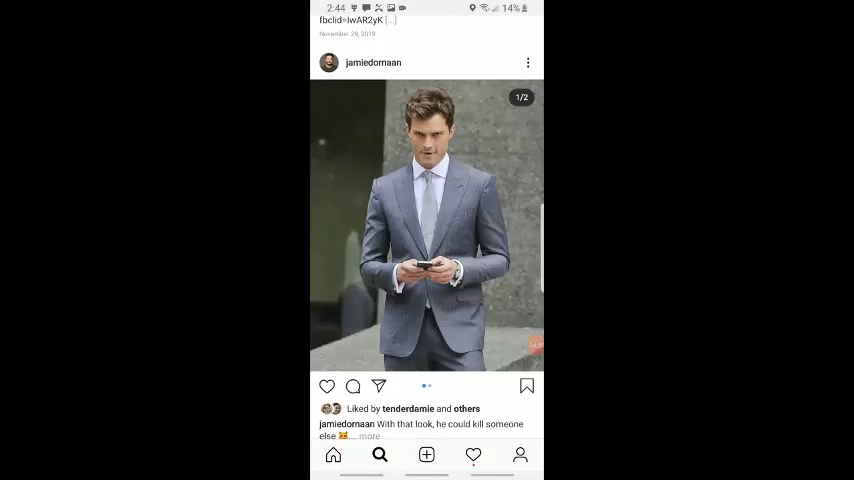 2:44
14%
fbclid=IwAR2yK [...]
November 29, 2019
jamiedornaan
1/2
Liked by tenderdamie and others
jamiedornaan With that look, he could kill someone
else 😼.... more